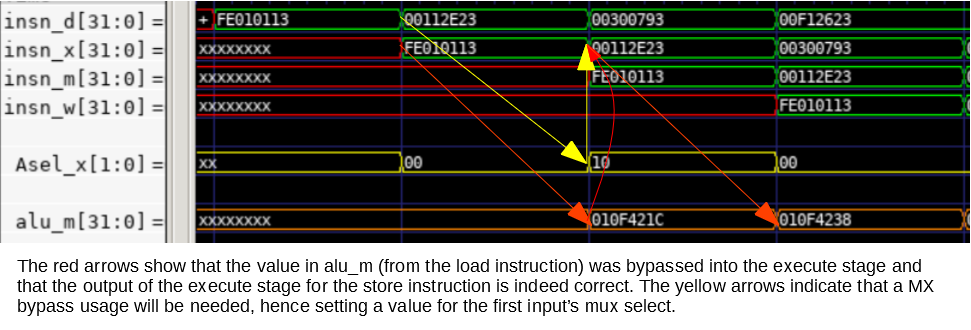 insn_d[31:0] = + FE010113 00112E23 00300793 00F12623
insn_x[31:0] = xxxxxxxx FE010113 00112E23 00300793
insn_m[31:0] = xxxxxxxx FE010113 00112E23
insn_w[31:0] = xxxxxxxx FE010113
Asel_x[1:0] = xx 00 10 00
alu_m[31:0] = xxxxxxxx 010F421C 010F4238
The red arrows show that the value in alu_m (from the load instruction) was bypassed into the execute stage and
that the output of the execute stage for the store instruction is indeed correct. The yellow arrows indicate that a MX
bypass usage will be needed, hence setting a value for the first input's mux select.